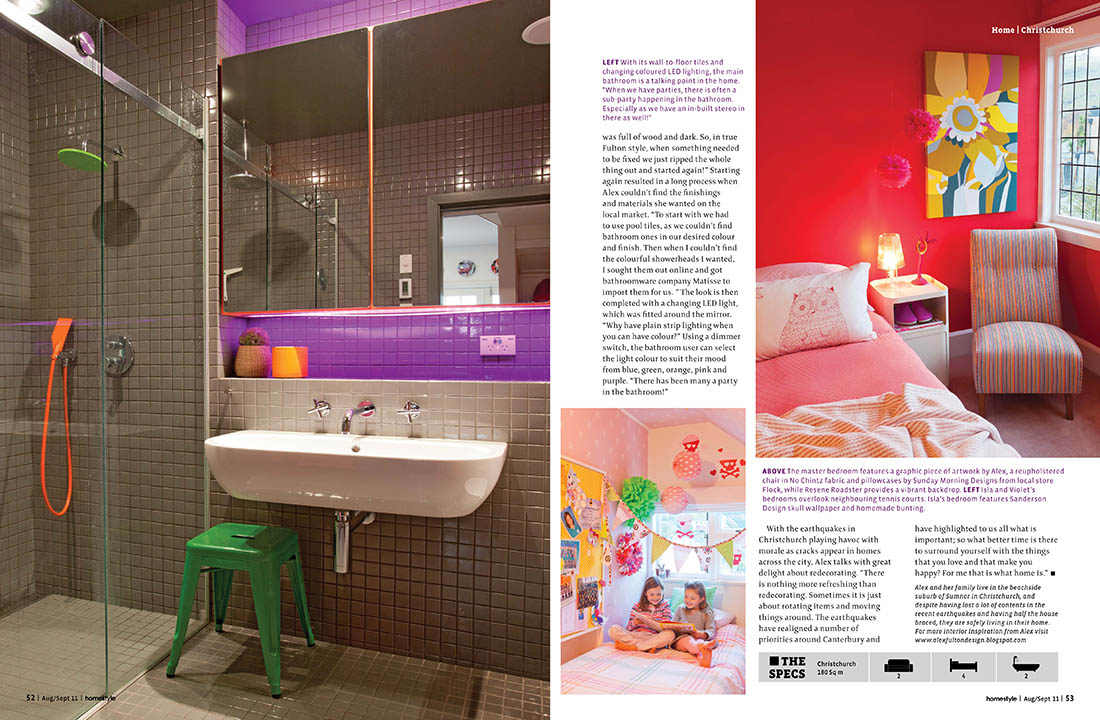 Home | Christchurch
LEFT With its wall-to-floor tiles and
changing coloured LED lighting, the main
bathroom is a talking point in the home.
"When we have parties, there is often a
sub-party happening in the bathroom.
Especially as we have an in-built stereo in
there as well!"
was full of wood and dark. So, in true
Fulton style, when something needed
to be fixed we just ripped the whole
thing out and started again!" Starting
again resulted in a long process when
Alex couldn't find the finishings
and materials she wanted on the
local market. "To start with we had
to use pool tiles, as we couldn't find
bathroom ones in our desired colour
and finish. Then when I couldn't find
the colourful showerheads I wanted,
I sought them out online and got
bathroomware company Matisse to
import them for us. " The look is then
completed with a changing LED light,
which was fitted around the mirror.
"Why have plain strip lighting when
you can have colour?" Using a dimmer
switch, the bathroom user can select
the light colour to suit their mood
from blue, green, orange, pink and
purple. "There has been many a party
in the bathroom!"
ABOVE The master bedroom features a graphic piece of artwork by Alex, a reupholstered
chair in No Chintz fabric and pillowcases by Sunday Morning Designs from local store
Flock, while Resene Roadster provides a vibrant backdrop. LEFT Isla and Violet's
bedrooms overlook neighbouring tennis courts. Isla's bedroom features Sanderson
Design skull wallpaper and homemade bunting.
With the earthquakes in
Christchurch playing havoc with
morale as cracks appear in homes
across the city, Alex talks with great
delight about redecorating. "There
is nothing more refreshing than
redecorating. Sometimes it is just
about rotating items and moving
things around. The earthquakes
have realigned a number of
priorities around Canterbury and
have highlighted to us all what is
important; so what better time is there
to surround yourself with the things
that you love and that make you
happy? For me that is what home is." ■
Alex and her family live in the beachside
suburb of Sumner in Christchurch, and
despite having lost a lot of contents in the
recent earthquakes and having half the house
braced, they are safely living in their home.
For more interior inspiration from Alex visit
www.alexfultondesign.blogspot.com
THE
SPECS
Christchurch
180 Sq m
2
4
2
52 | Aug/Sept 11 | homestyle
homestyle | Aug/Sept 11 | 53